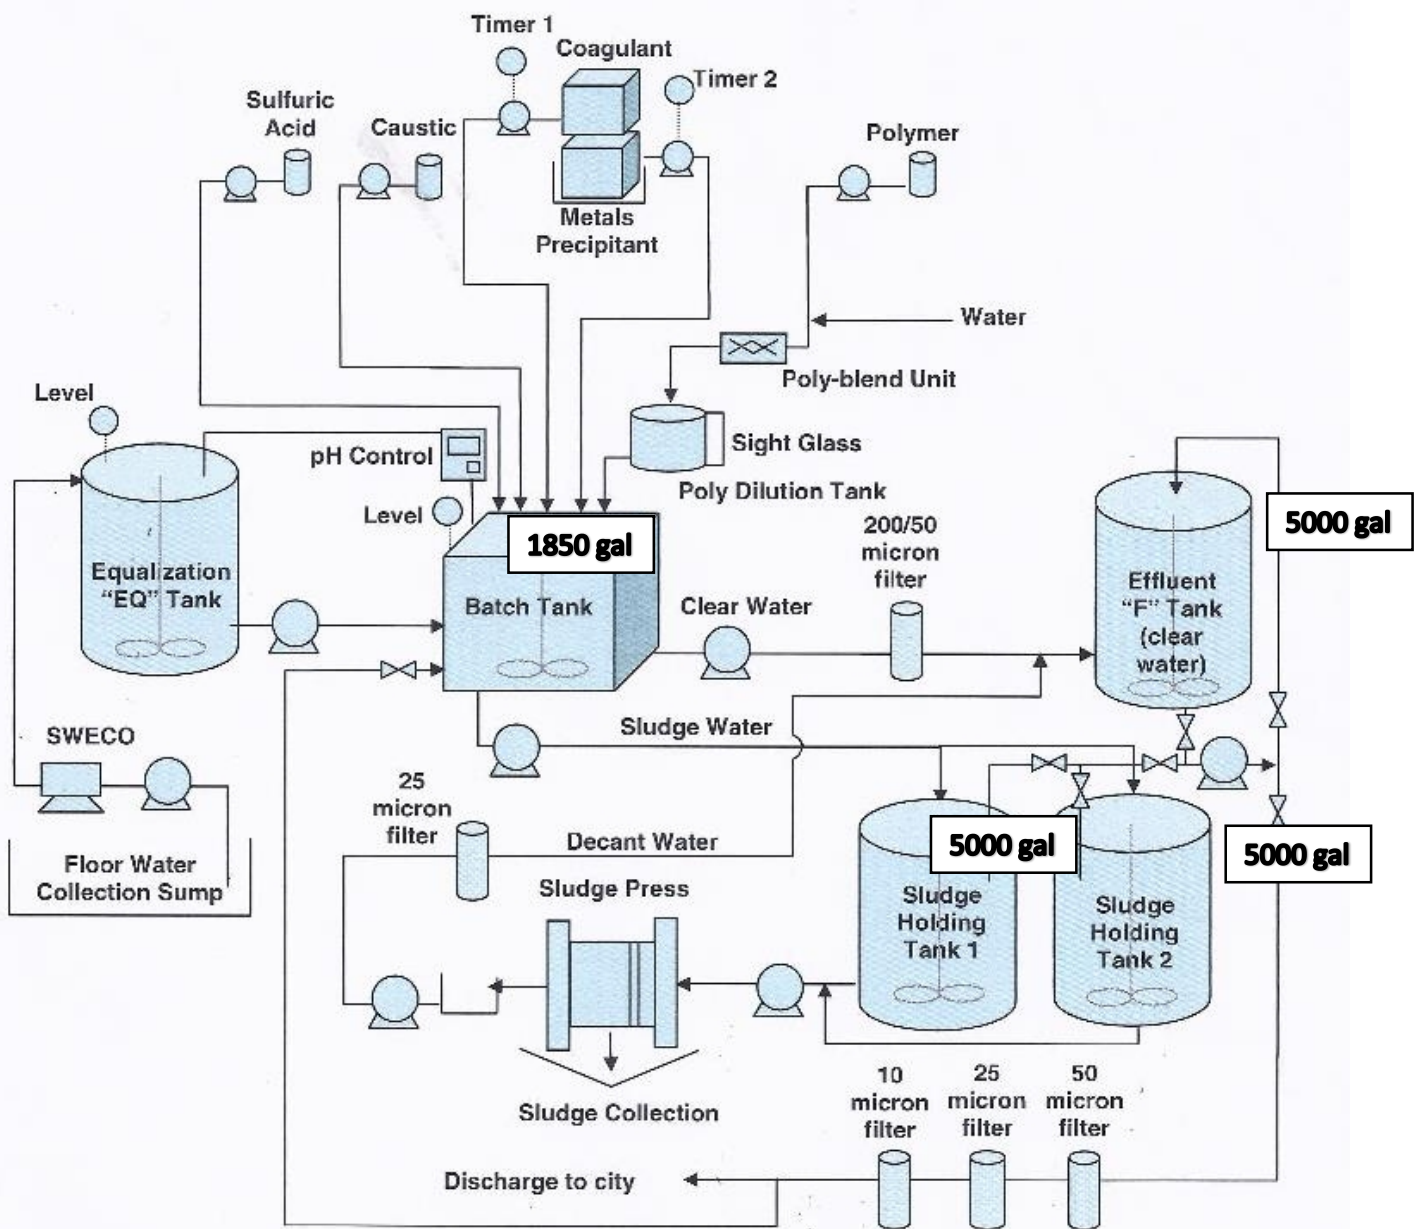 Timer 1
Coagulant
Timer 2
Sulfuric
Acid
Caustic
Polymer
Metals
Precipitant
Water
Poly-blend Unit
Level
pH Control
Sight Glass
Poly Dilution Tank
Level
200/50
micron
filter
5000 gal
1850 gal
Equalization
“EQ” Tank
Batch Tank
Clear Water
Effluent
“F” Tank
(clear
water)
SWECO
Sludge Water
25
micron
filter
Decant Water
5000 gal
5000 gal
Floor Water
Collection Sump
Sludge Press
Sludge
Holding
Tank 1
Sludge
Holding
Tank 2
Sludge Collection
10
micron
filter
25
micron
filter
50
micron
filter
Discharge to city